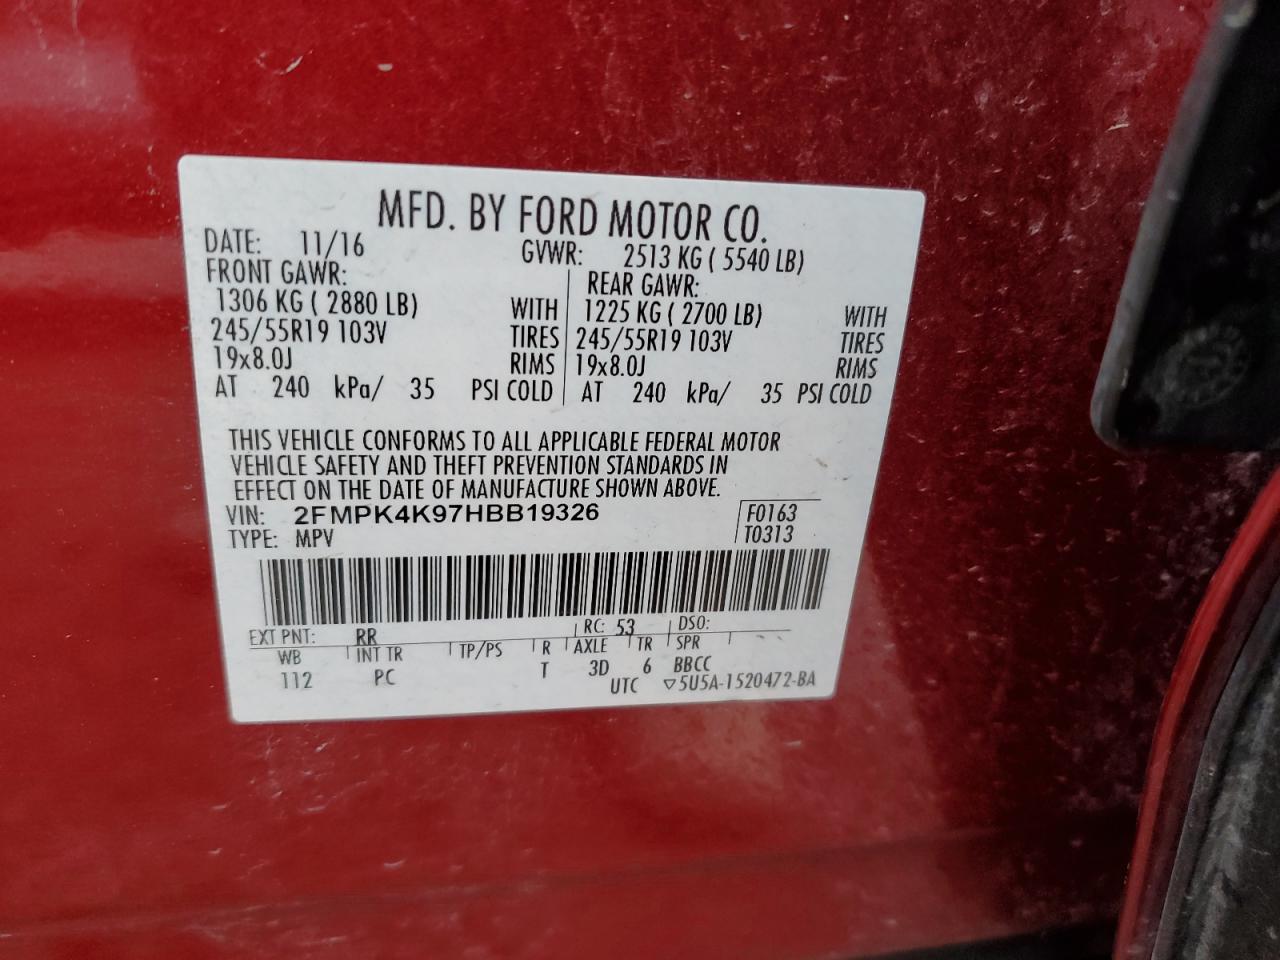 MFD. BY FORD MOTOR CO.
DATE: 11/16 GVWR: 2513 KG ( 5540 LB)
FRONT GAWR: REAR GAWR:
1306 KG ( 2880 LB) WITH 1225 KG ( 2700 LB) WITH
245/55R19 103V TIRES 245/55R19 103V TIRES
19x8.0J RIMS 19x8.0J RIMS
AT 240 kPa/ 35 PSI COLD AT 240 kPa/ 35 PSI COLD
THIS VEHICLE CONFORMS TO ALL APPLICABLE FEDERAL MOTOR
VEHICLE SAFETY AND THEFT PREVENTION STANDARDS IN
EFFECT ON THE DATE OF MANUFACTURE SHOWN ABOVE.
VIN: 2FMPK4K97HBB19326 F0163
TYPE: MPV T0313
EXT PNT: RR RC: 53 DSO:
WB INT TR TP/PS R AXLE TR SPR
112 PC T 3D 6 BBCC
UTC ▽5U5A-1520472-BA